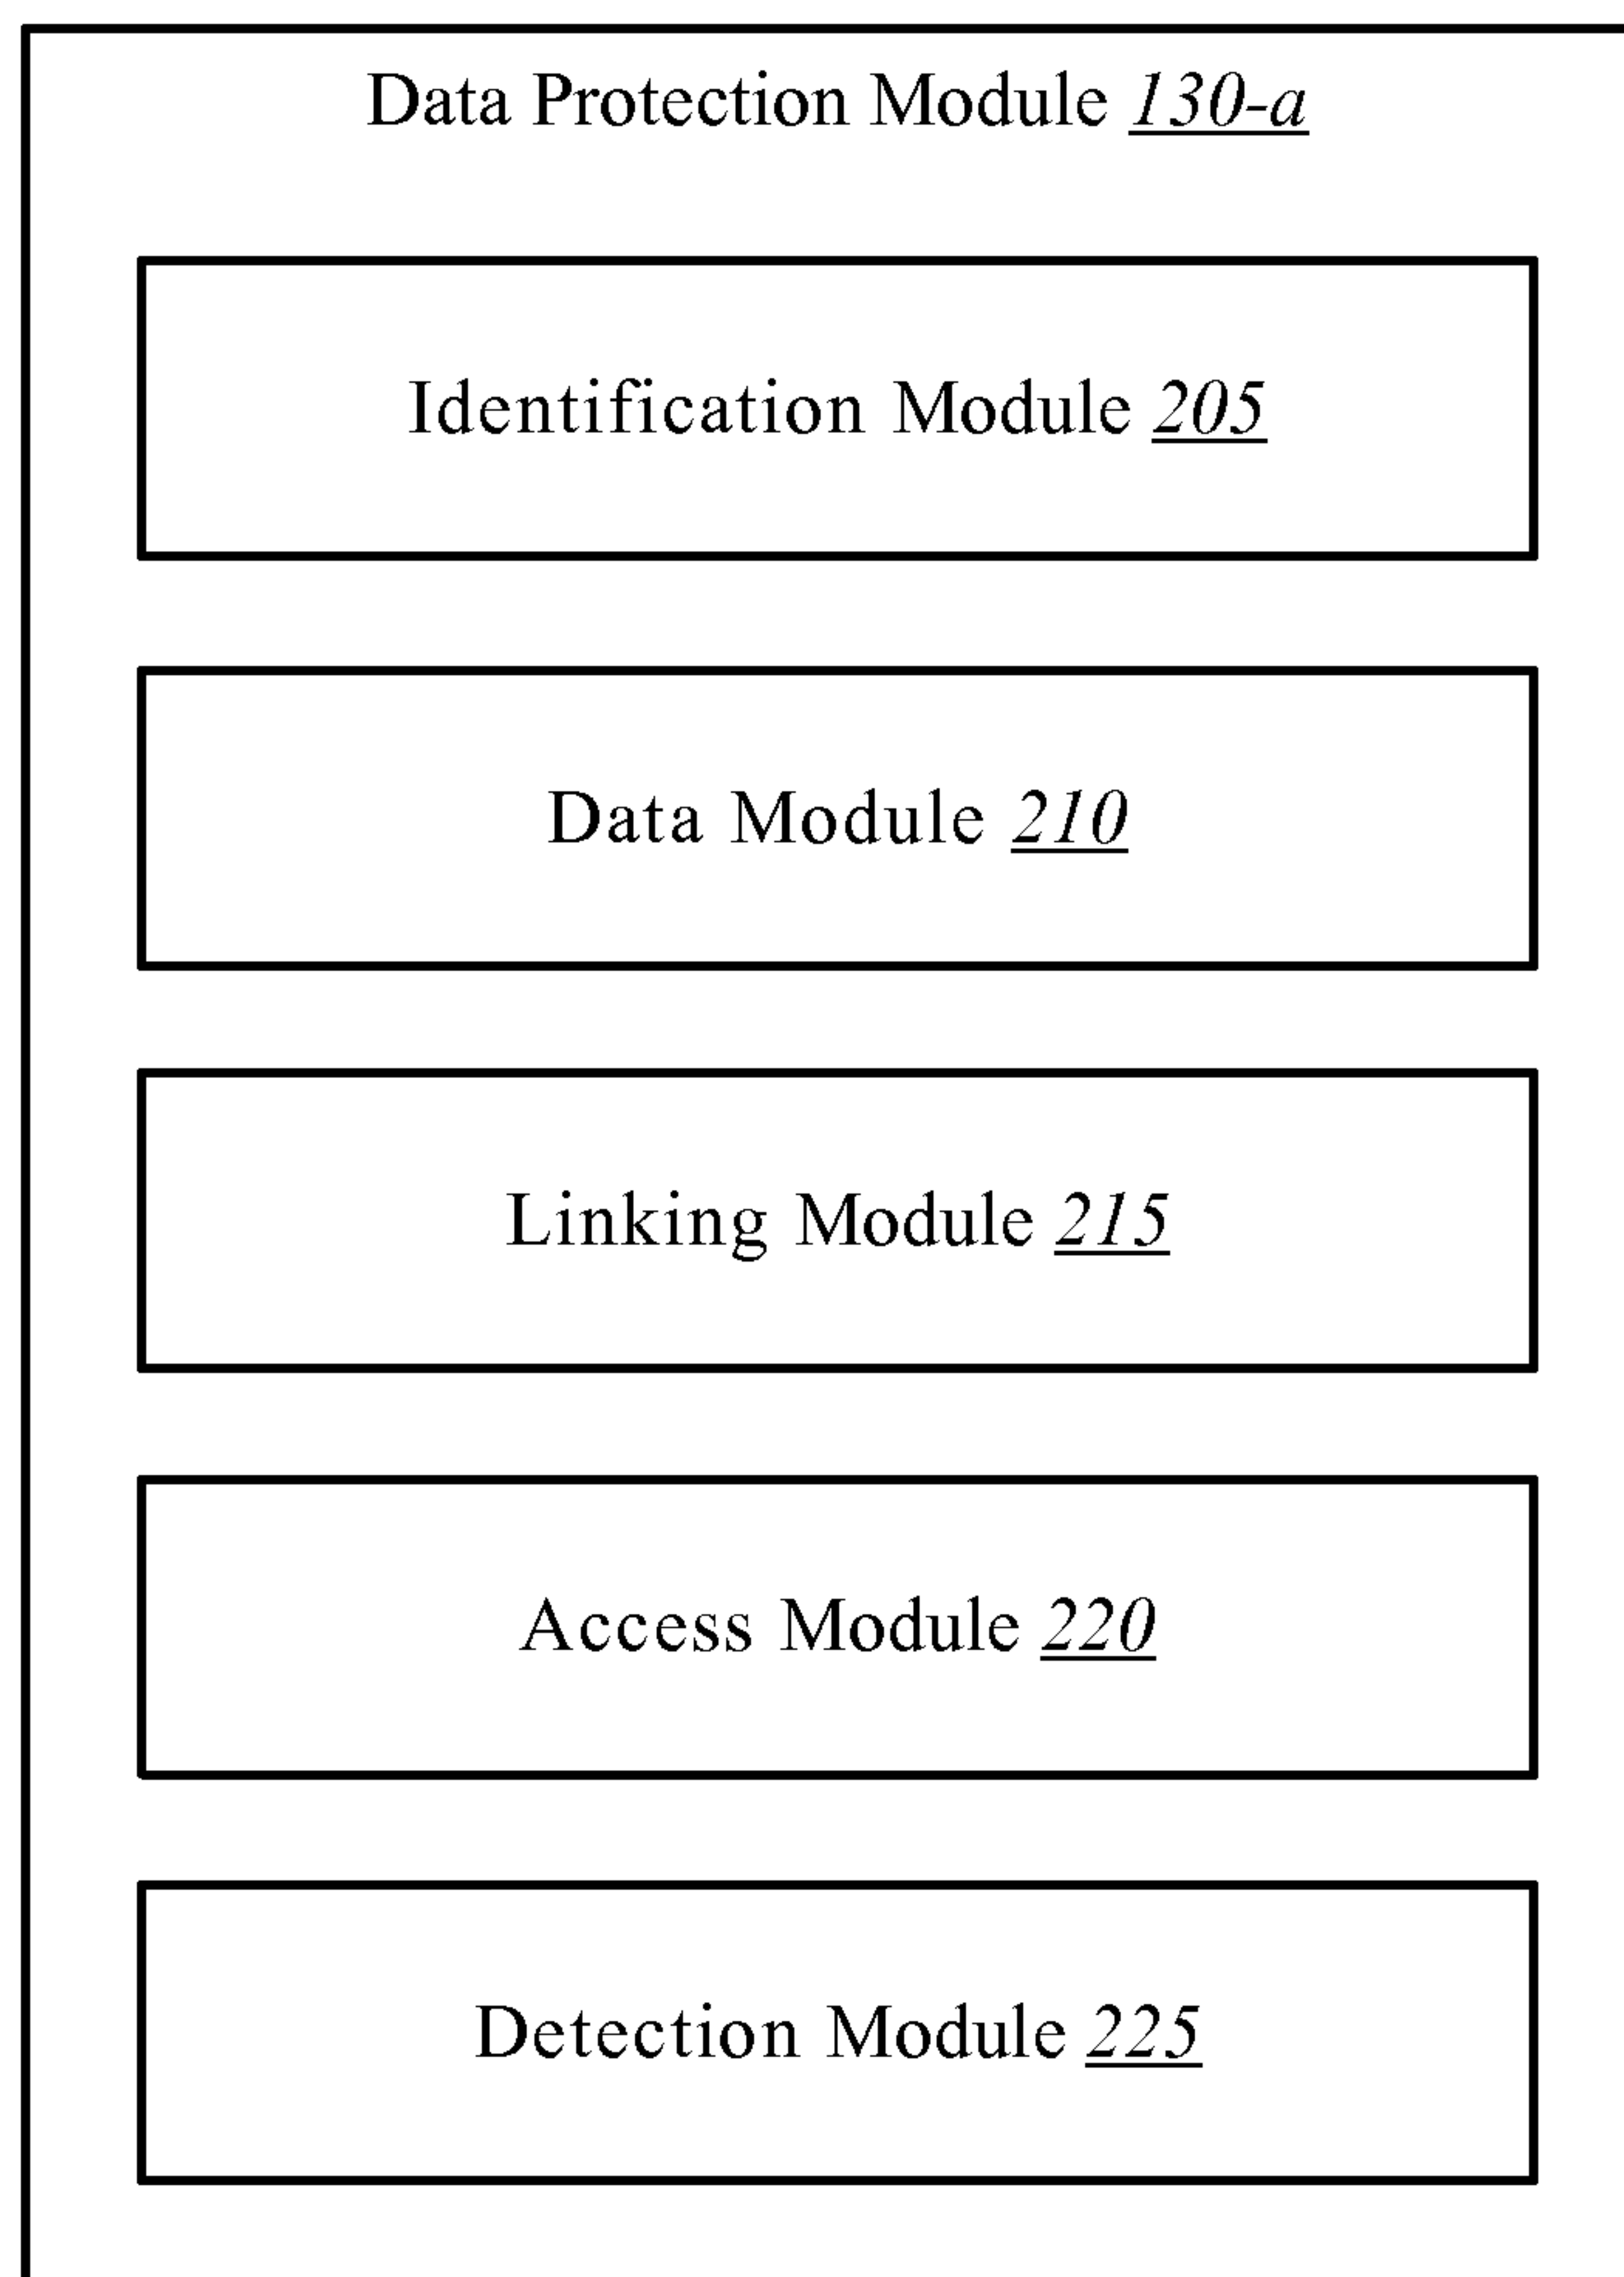 Data Protection Module 130-a
Identification Module 205
Data Module 210
Linking Module 215
Access Module 220
Detection Module 225